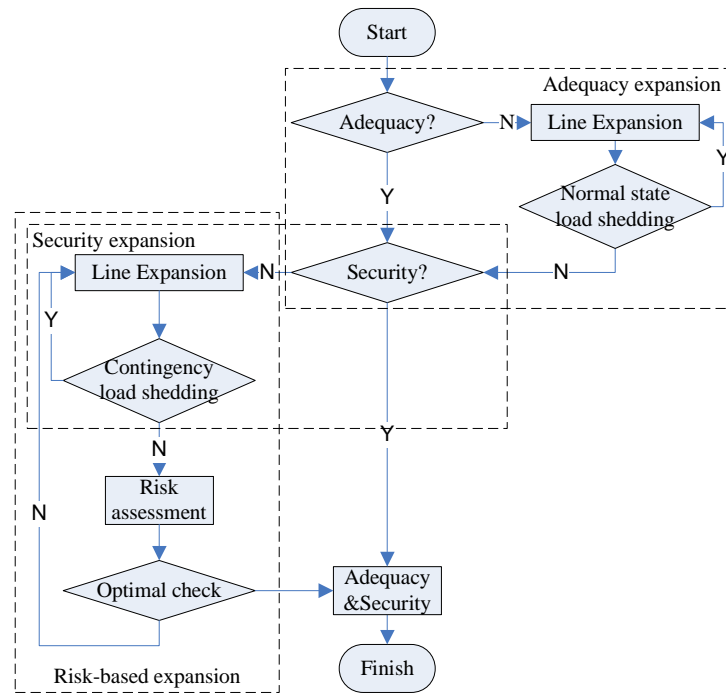 Start
Adequacy expansion
Adequacy?
N
Line Expansion
Y
Y
Normal state
load shedding
Security expansion
Line Expansion
N
Security?
N
Y
Contingency
load shedding
Y
N
Risk
assessment
N
Optimal check
Adequacy
&Security
Finish
Risk-based expansion